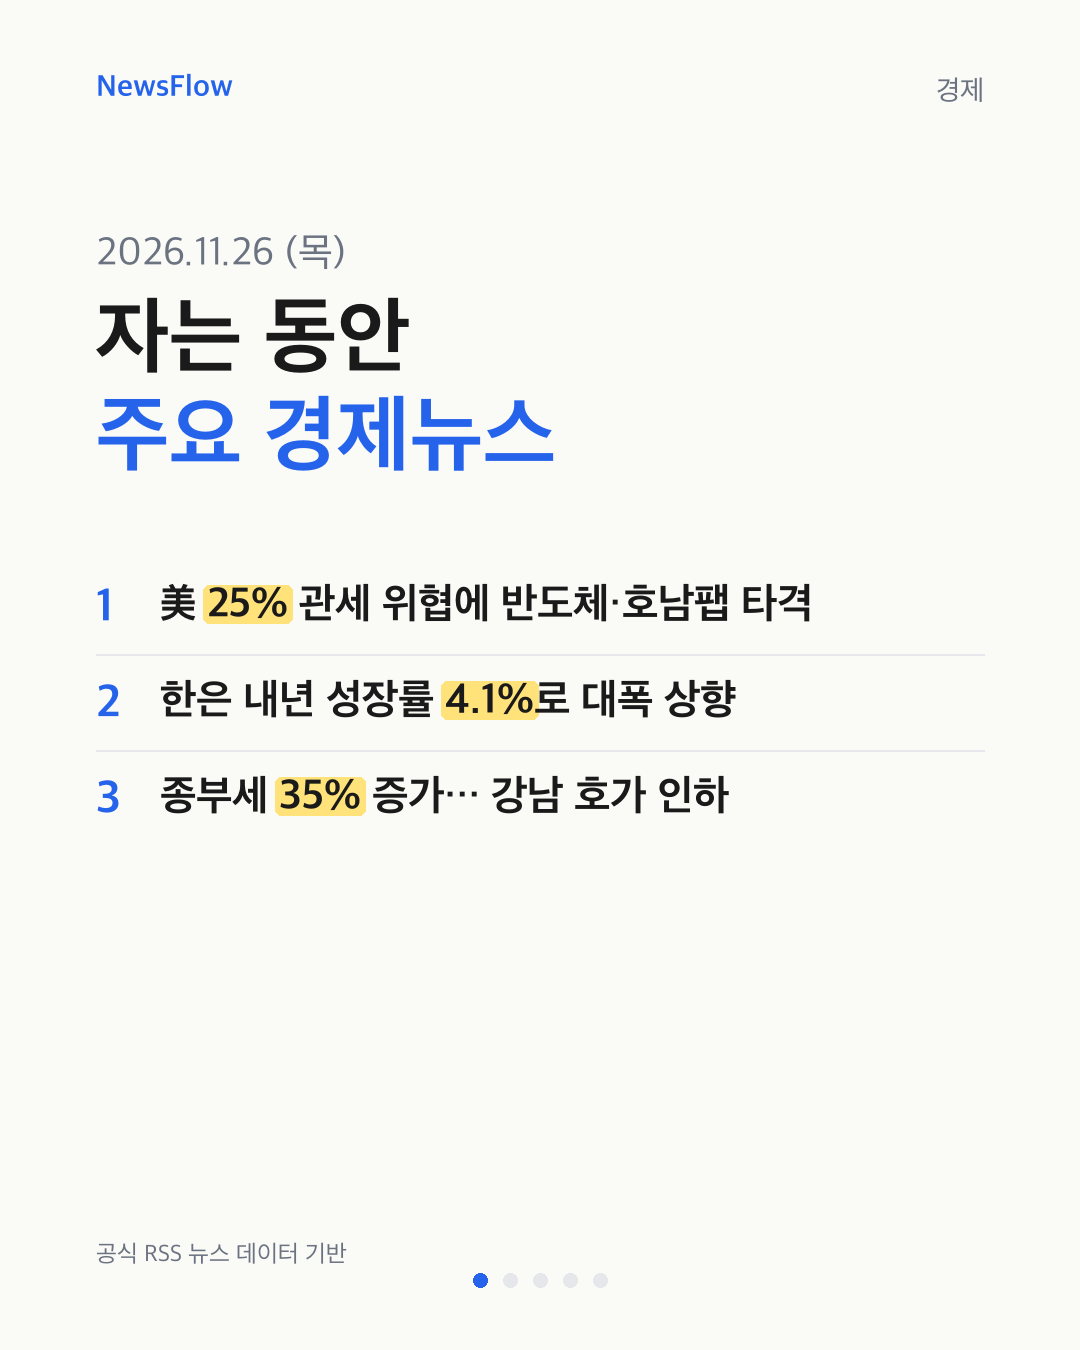 NewsFlow
경제
2026.11.26 (목)
자는 동안
주요 경제뉴스
1 美 25% 관세 위협에 반도체·호남팹 타격
2 한은 내년 성장률 4.1%로 대폭 상향
3 종부세 35% 증가… 강남 호가 인하
공식 RSS 뉴스 데이터 기반